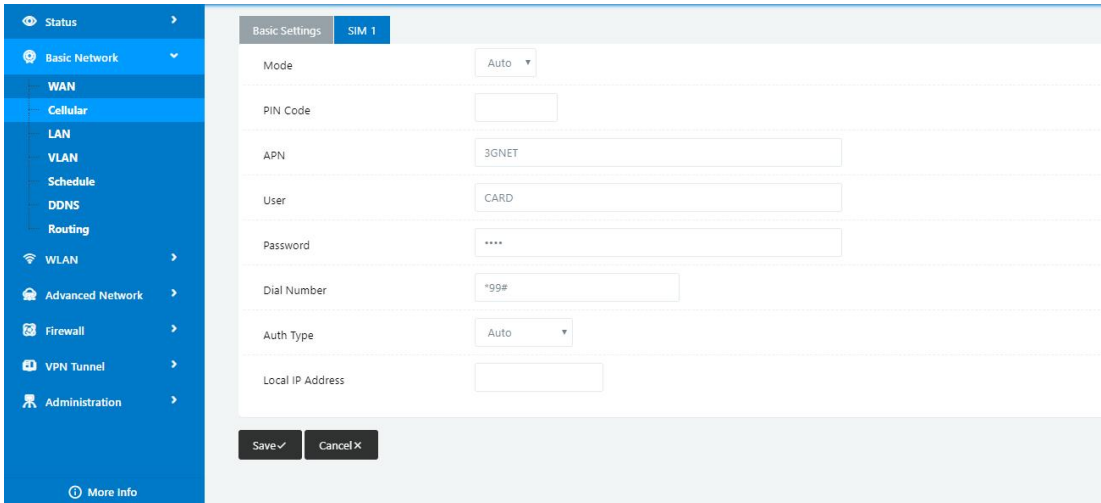 Status
Basic Network
WAN
Cellular
LAN
VLAN
Schedule
DDNS
Routing
WLAN
Advanced Network
Firewall
VPN Tunnel
Administration
More Info
Basic Settings
SIM 1
Mode Auto
PIN Code
APN 3GNET
User CARD
Password ••••
Dial Number *99#
Auth Type Auto
Local IP Address
Save Cancel